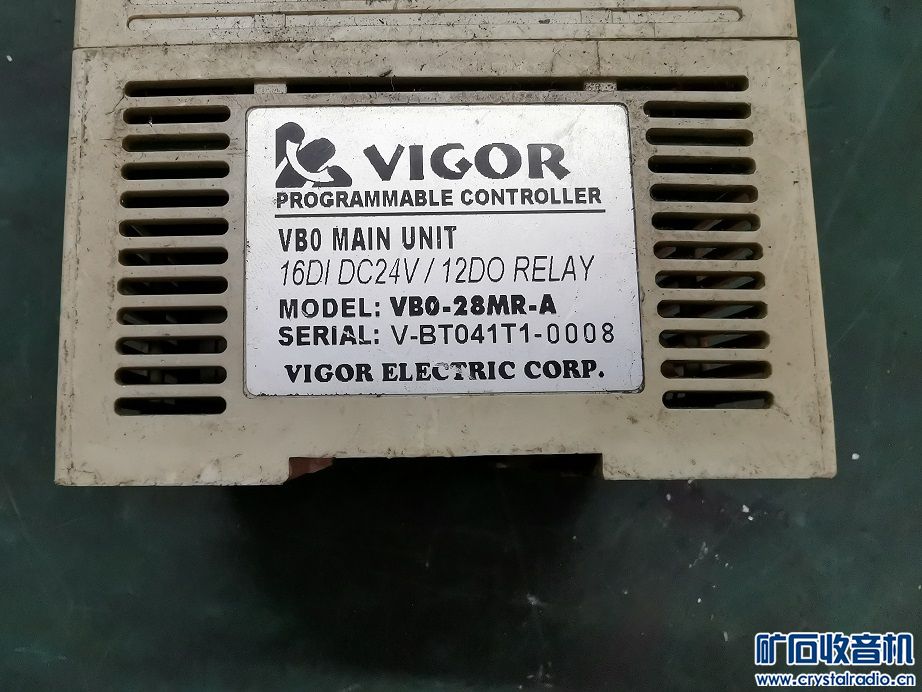 VIGOR
PROGRAMMABLE CONTROLLER
VB0 MAIN UNIT
16DI DC24V / 12DO RELAY
MODEL: VB0-28MR-A
SERIAL: V-BT041T1-0008
VIGOR ELECTRIC CORP.
矿石收音机
www.crystalradio.cn